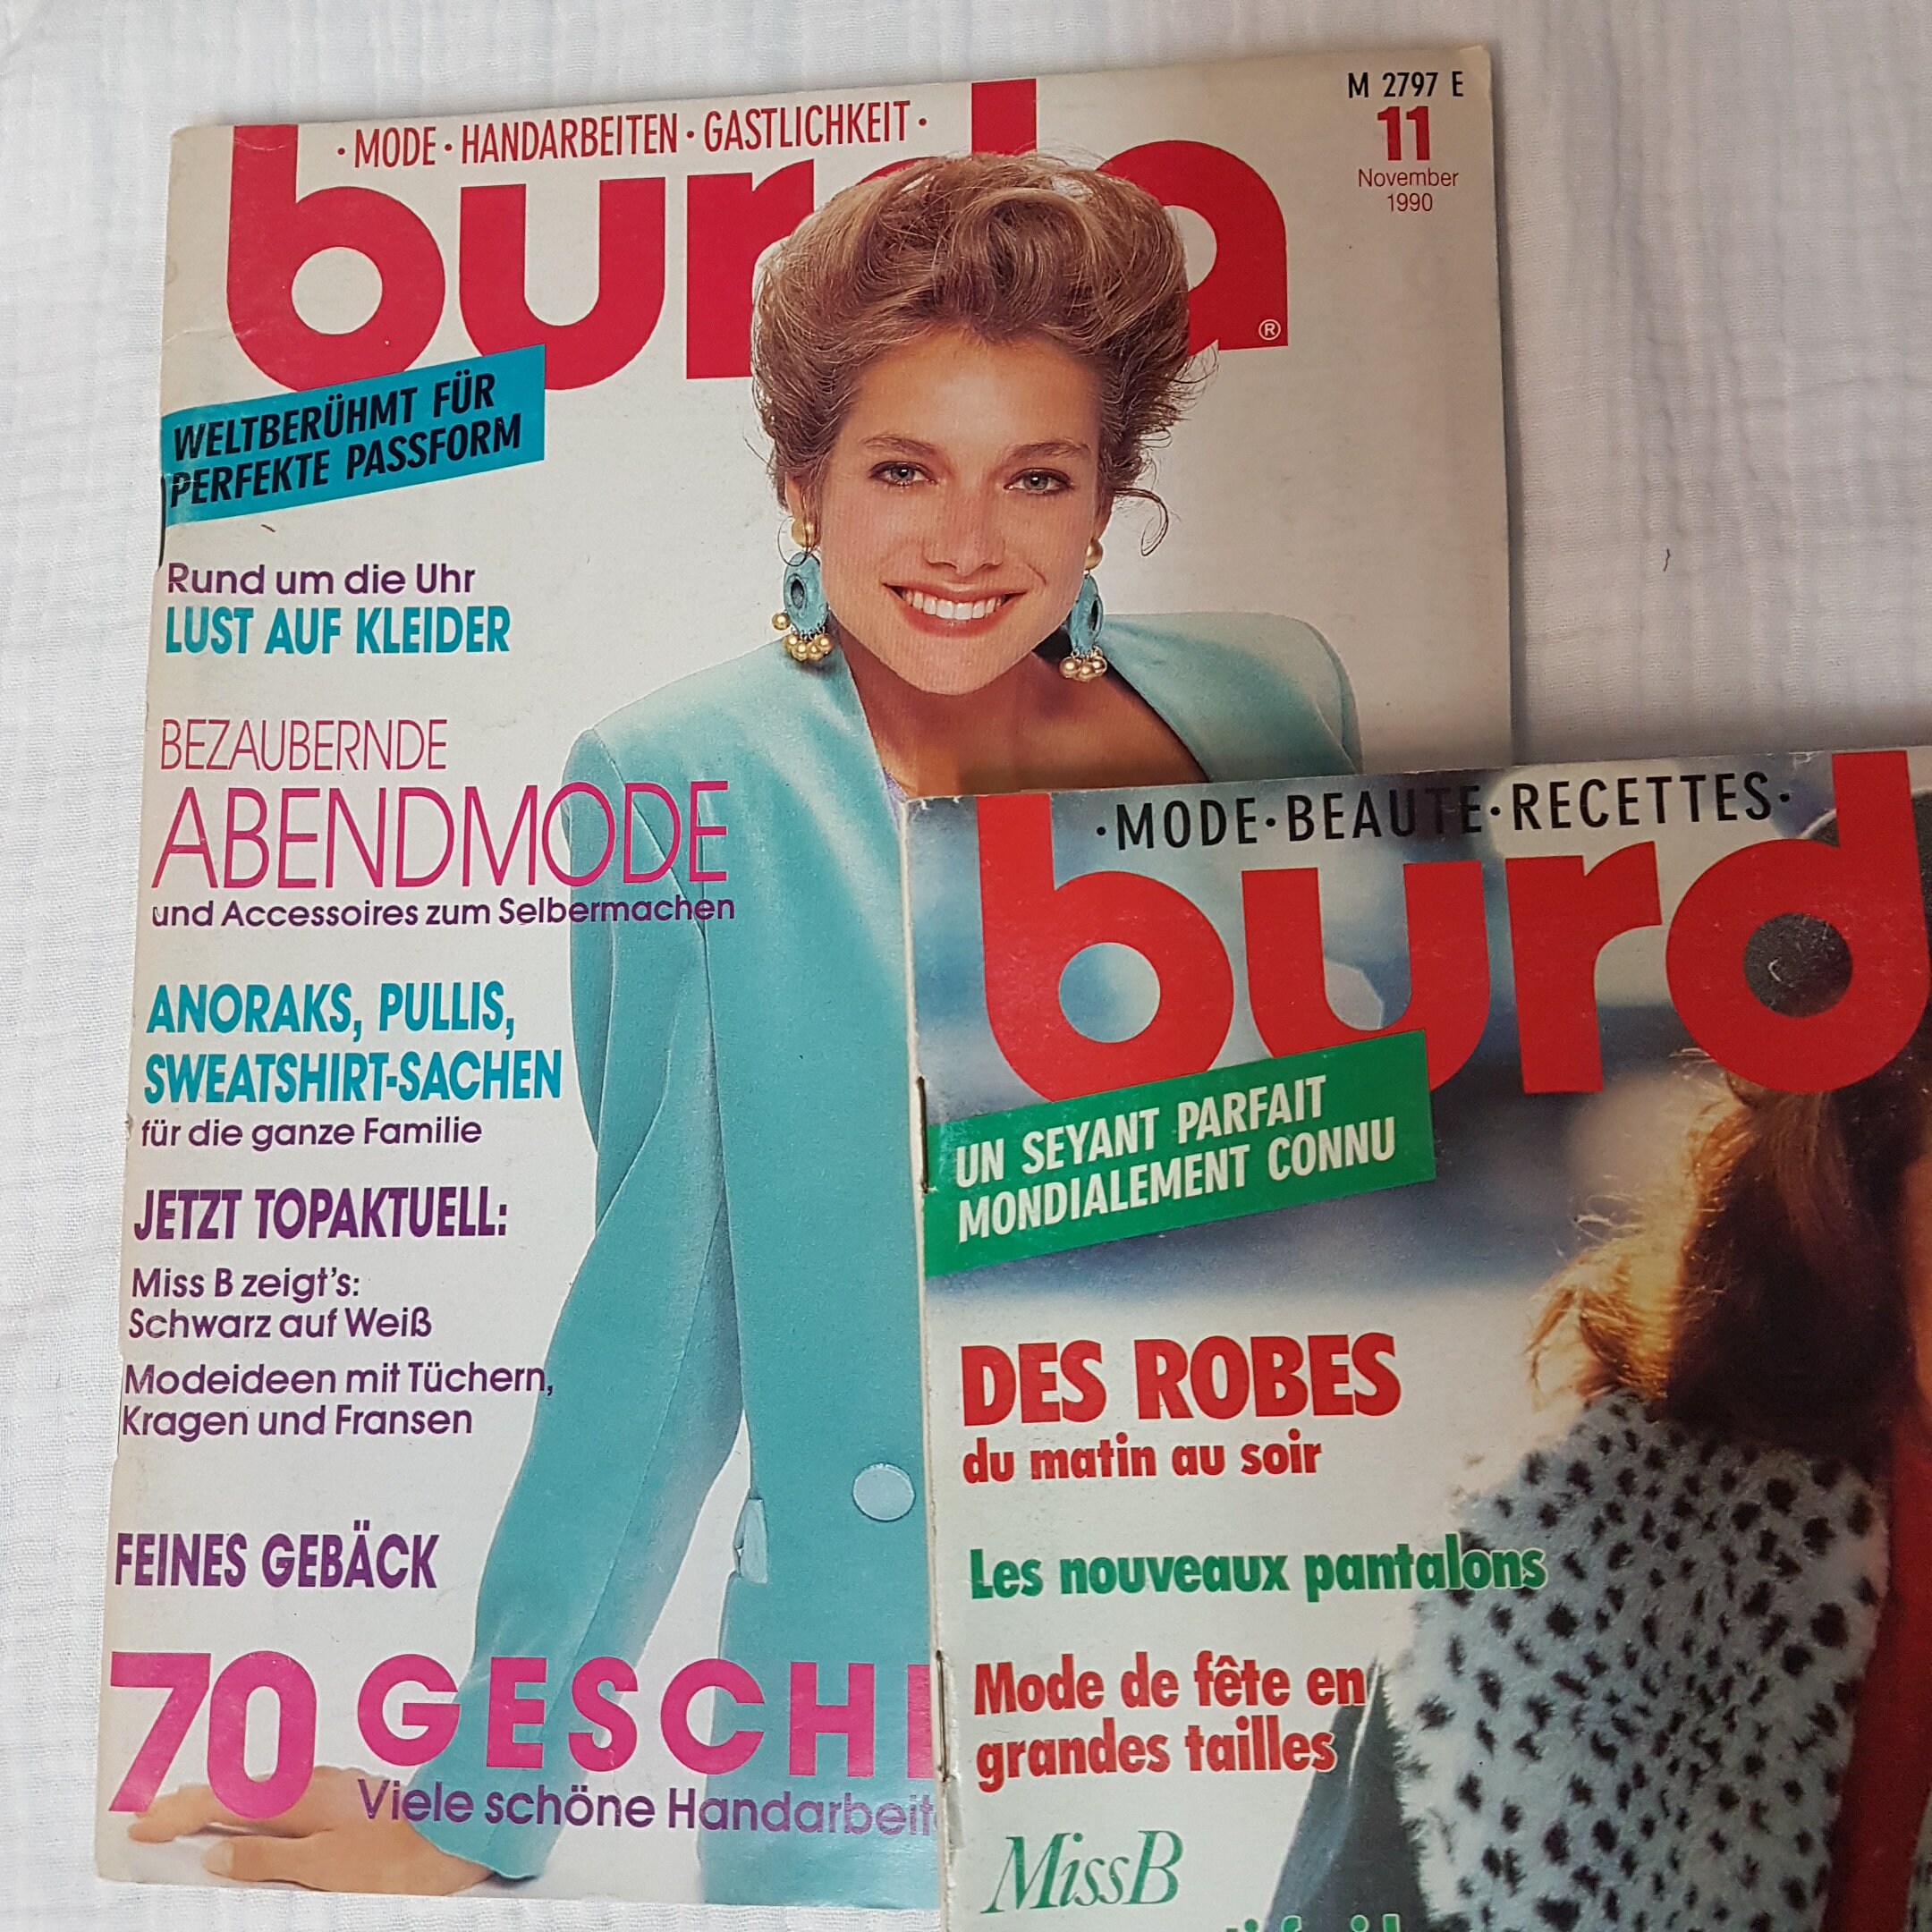 M 2797 E
11
November
1990
· MODE · HANDARBEITEN · GASTLICHKEIT ·
burda®
WELTBERÜHMT FÜR
PERFEKTE PASSFORM
Rund um die Uhr
LUST AUF KLEIDER
BEZAUBERNDE
ABENDMODE
und Accessoires zum Selbermachen
ANORAKS, PULLIS,
SWEATSHIRT-SACHEN
für die ganze Familie
JETZT TOPAKTUELL:
Miss B zeigt's:
Schwarz auf Weiß
Modeideen mit Tüchern,
Kragen und Fransen
FEINES GEBÄCK
70 GESCH
Viele schöne Handarbeit
·MODE·BEAUTE·RECETTES·
burd
UN SEYANT PARFAIT
MONDIALEMENT CONNU
DES ROBES
du matin au soir
Les nouveaux pantalons
Mode de fête en
grandes tailles
Miss B